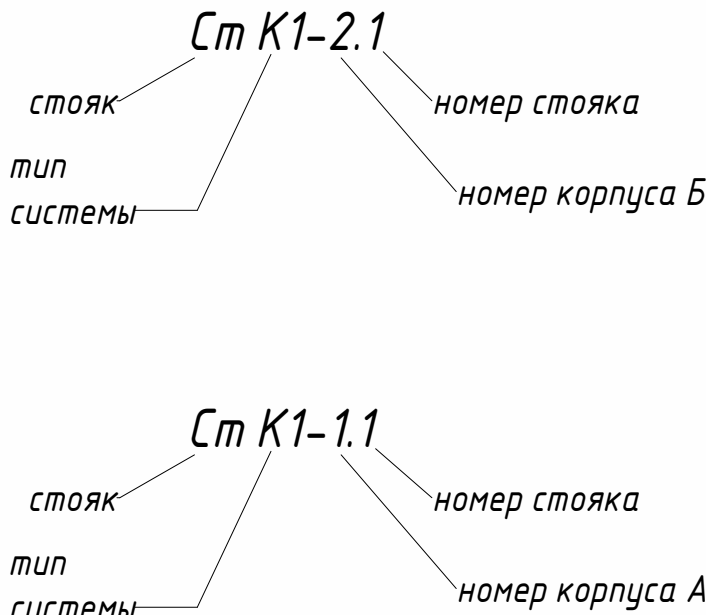 Ст К1-2.1
стояк
номер стояка
тип
системы
номер корпуса Б
Ст К1-1.1
стояк
номер стояка
тип
системы
номер корпуса А